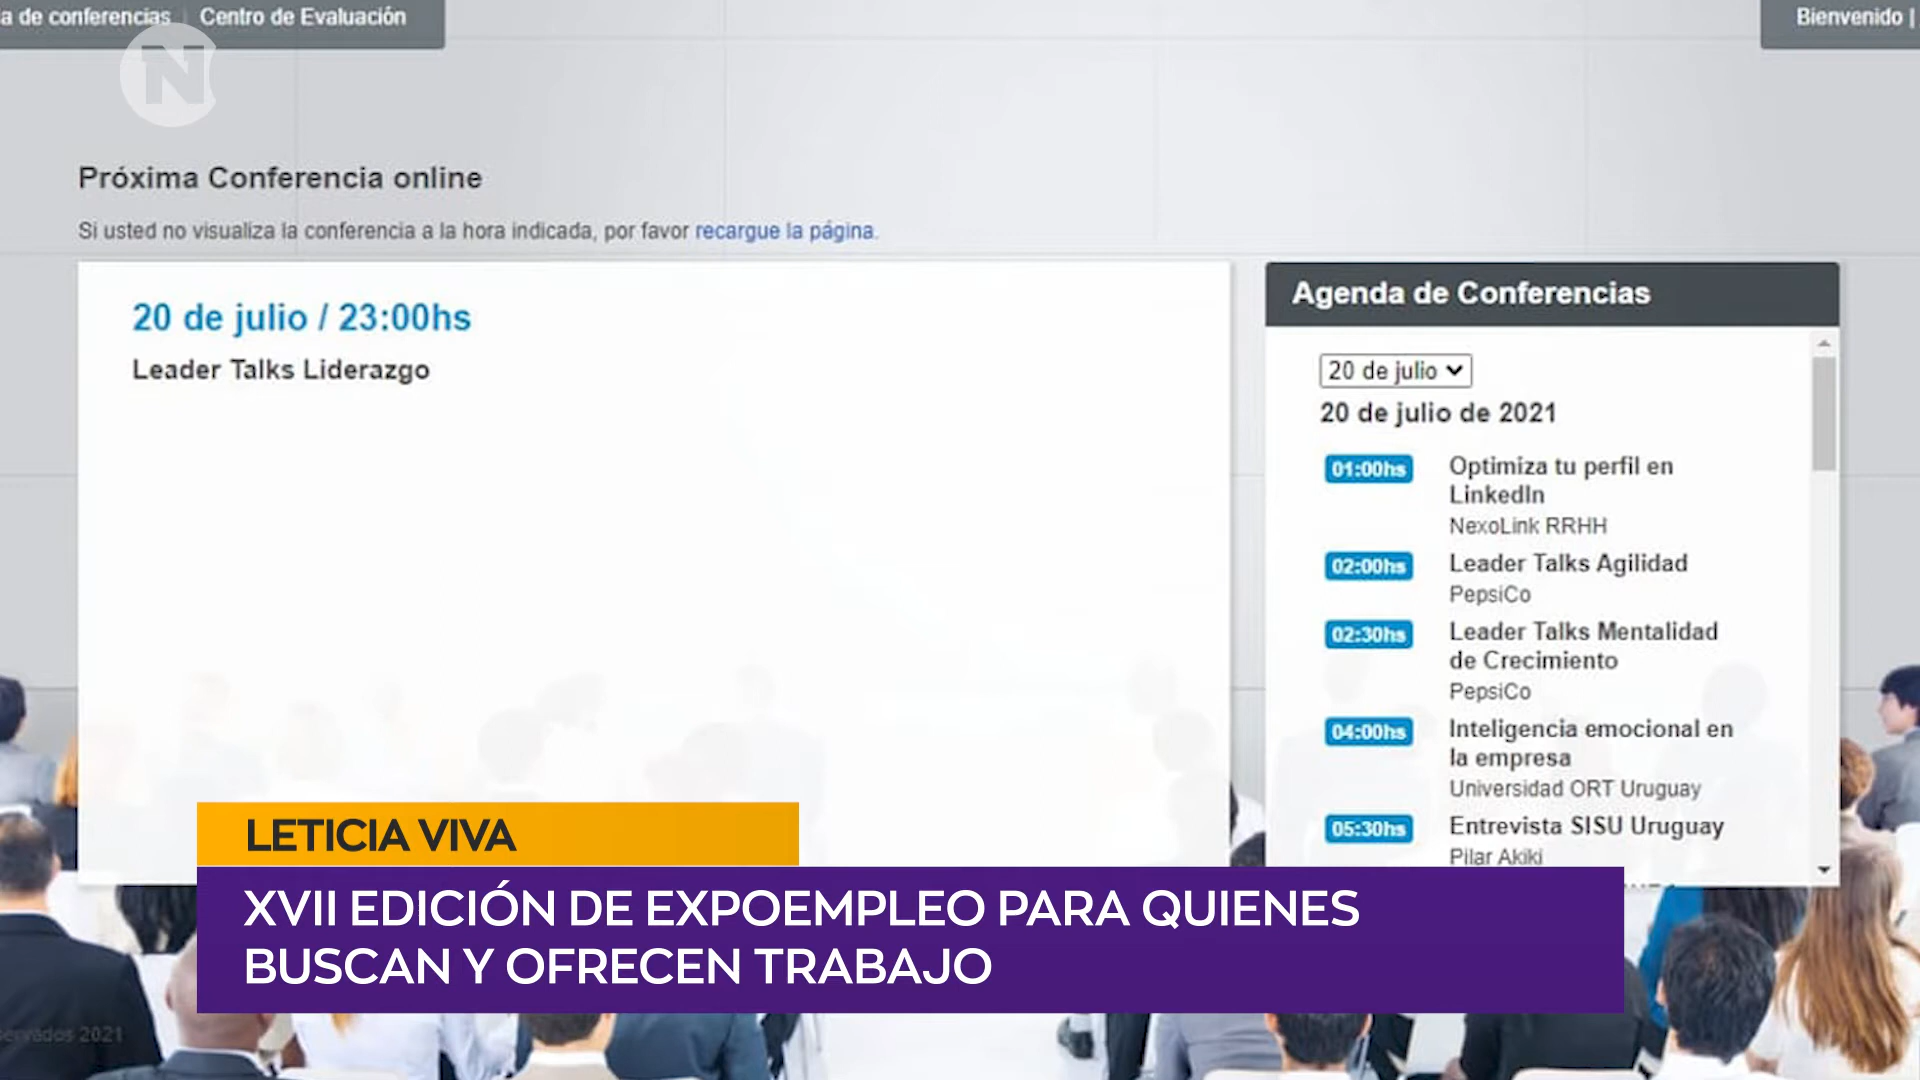 a de conferencias | Centro de Evaluación
Bienvenido |
N
Próxima Conferencia online
Si usted no visualiza la conferencia a la hora indicada, por favor recargue la página.
20 de julio / 23:00hs
Leader Talks Liderazgo
Agenda de Conferencias
20 de julio
20 de julio de 2021
01:00hs Optimiza tu perfil en
LinkedIn
NexoLink RRHH
02:00hs Leader Talks Agilidad
PepsiCo
02:30hs Leader Talks Mentalidad
de Crecimiento
PepsiCo
04:00hs Inteligencia emocional en
la empresa
Universidad ORT Uruguay
05:30hs Entrevista SISU Uruguay
Pilar Akiki
LETICIA VIVA
XVII EDICIÓN DE EXPOEMPLEO PARA QUIENES
BUSCAN Y OFRECEN TRABAJO
servados 2021